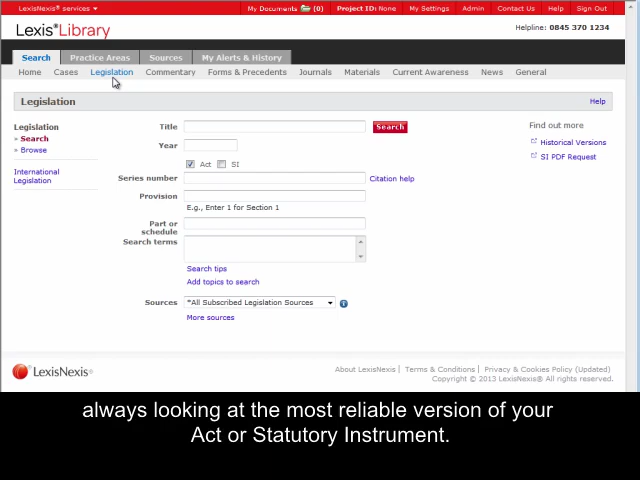 LexisNexis® services
My Documents (0) Project ID: None My Settings Admin Contact Us Help Sign Out
Lexis®Library
Helpline: 0845 370 1234
Search Practice Areas Sources My Alerts & History
Home Cases Legislation Commentary Forms & Precedents Journals Materials Current Awareness News General
Legislation
Help
Legislation
» Search
» Browse
International
Legislation
Title
Search
Year
Act SI
Series number
Citation help
Provision
E.g., Enter 1 for Section 1
Part or
schedule
Search terms
Search tips
Add topics to search
Sources
*All Subscribed Legislation Sources
More sources
Find out more
Historical Versions
SI PDF Request
LexisNexis®
About LexisNexis | Terms & Conditions | Privacy & Cookies Policy (Updated)
Copyright © 2013 LexisNexis® All rights reserved.
always looking at the most reliable version of your
Act or Statutory Instrument.